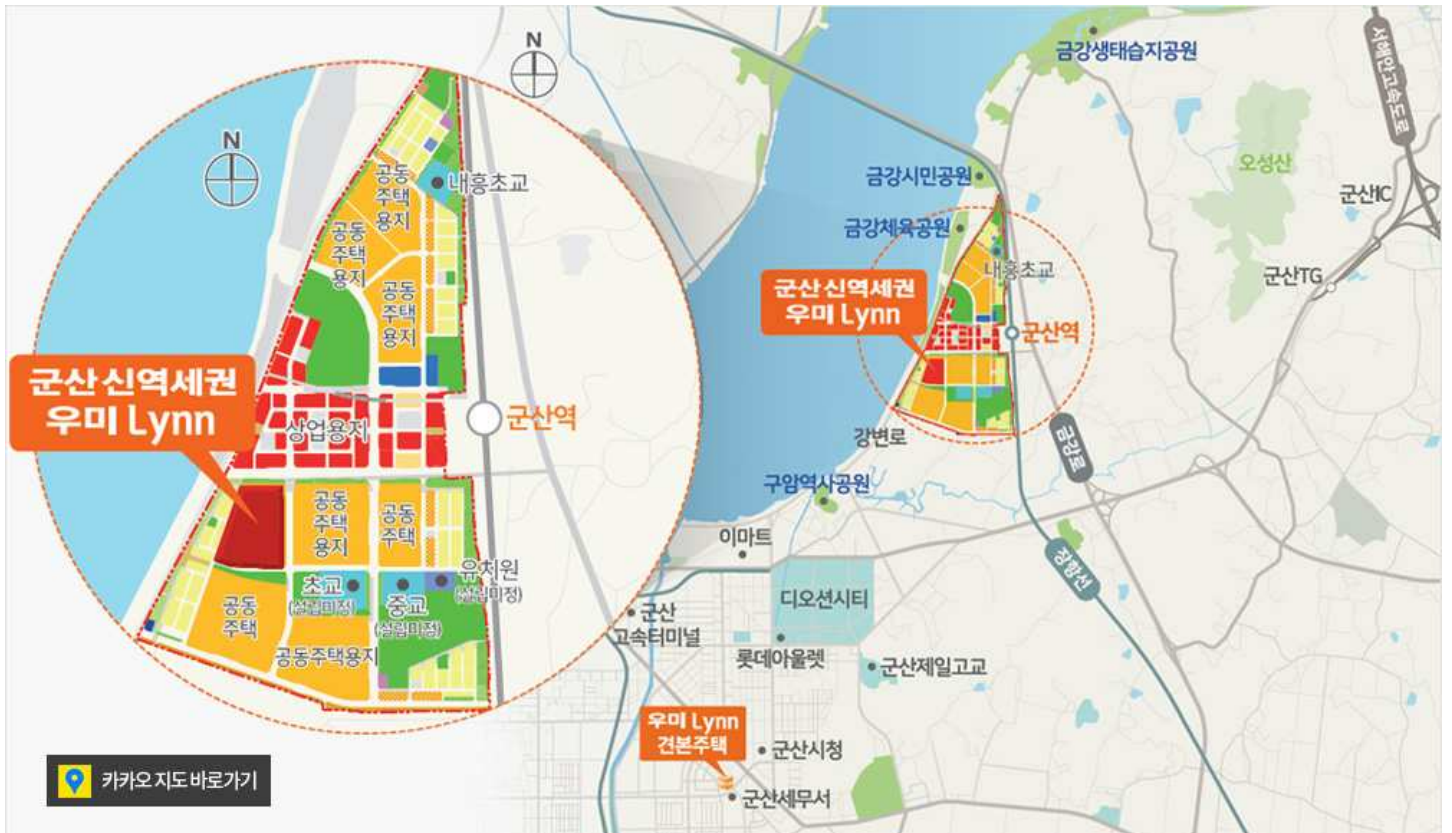 N
N
내흥초교
공동
주택
용지
공동
주택
용지
공동
주택
용지
군산 신역세권
우미 Lynn
상업용지
군산역
공동
주택
용지
공동
주택
초교
(설립미정)
중교
(설립미정)
유치원
(설립미정)
공동
주택
공동주택용지
카카오 지도 바로가기
금강생태습지공원
서해안고속도로
오성산
금강시민공원
군산IC
금강체육공원
내흥초교
군산TG
군산 신역세권
우미 Lynn
군산역
강변로
금강로
구암역사공원
이마트
장항선
디오션시티
군산
고속터미널
롯데아울렛
군산제일고교
우미 Lynn
견본주택
군산시청
군산세무서